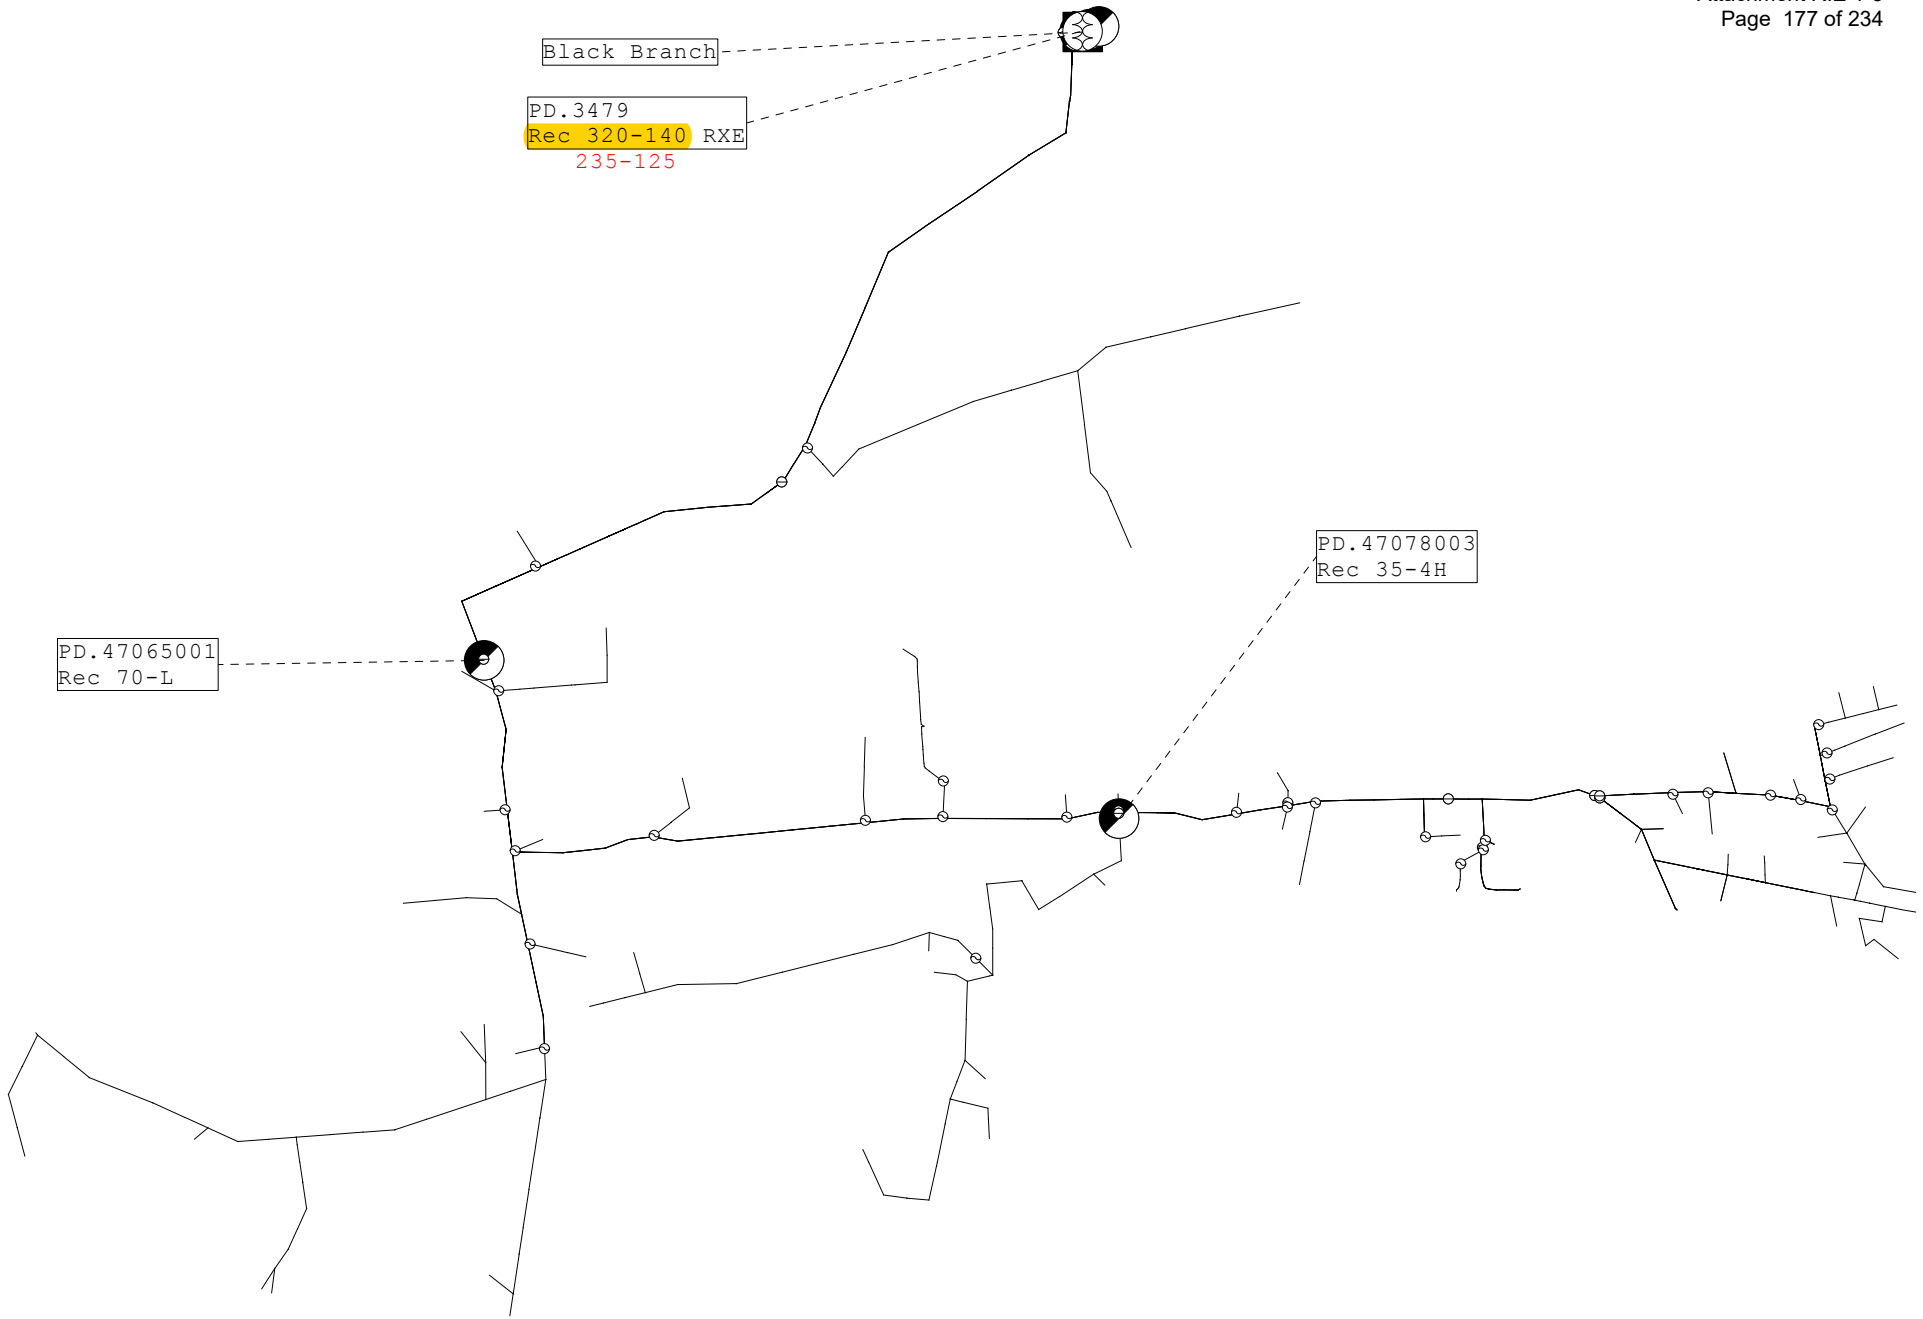 Page 177 of 234
Black Branch
PD.3479
Rec 320-140 RXE
235-125
PD.47078003
Rec 35-4H
PD.47065001
Rec 70-L